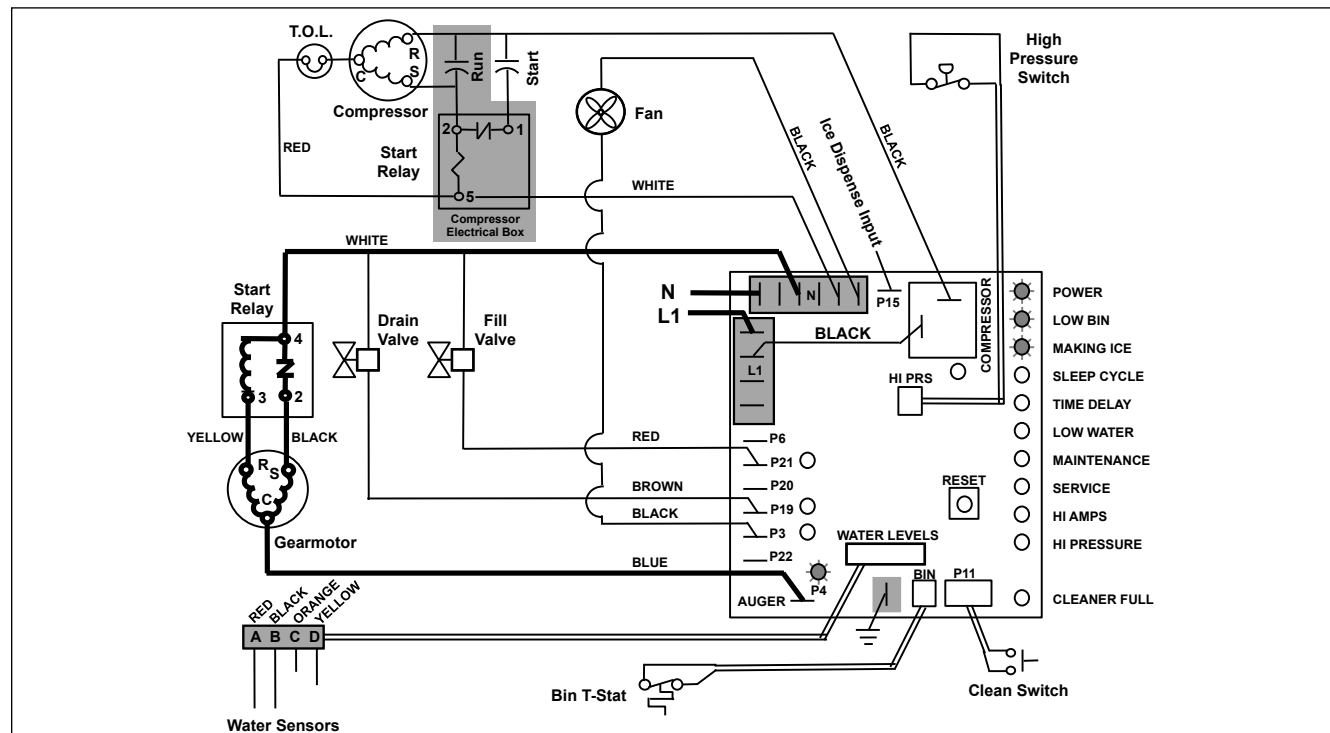 T.O.L.
R
S
C
Compressor
Run
Start
RED
Start
Relay
2
1
5
Compressor
Electrical Box
Fan
BLACK
Ice Dispense Input
BLACK
High
Pressure
Switch
WHITE
WHITE
Start
Relay
4
3
2
YELLOW
BLACK
R
S
C
Gearmotor
Drain
Valve
Fill
Valve
N
L1
N
P15
L1
BLACK
COMPRESSOR
HI PRS
POWER
LOW BIN
MAKING ICE
SLEEP CYCLE
TIME DELAY
LOW WATER
MAINTENANCE
SERVICE
HI AMPS
HI PRESSURE
CLEANER FULL
RED
P6
P21
BROWN
P20
P19
BLACK
P3
P22
BLUE
P4
AUGER
RESET
WATER LEVELS
BIN
P11
RED
BLACK
ORANGE
YELLOW
A B C D
Water Sensors
Bin T-Stat
Clean Switch